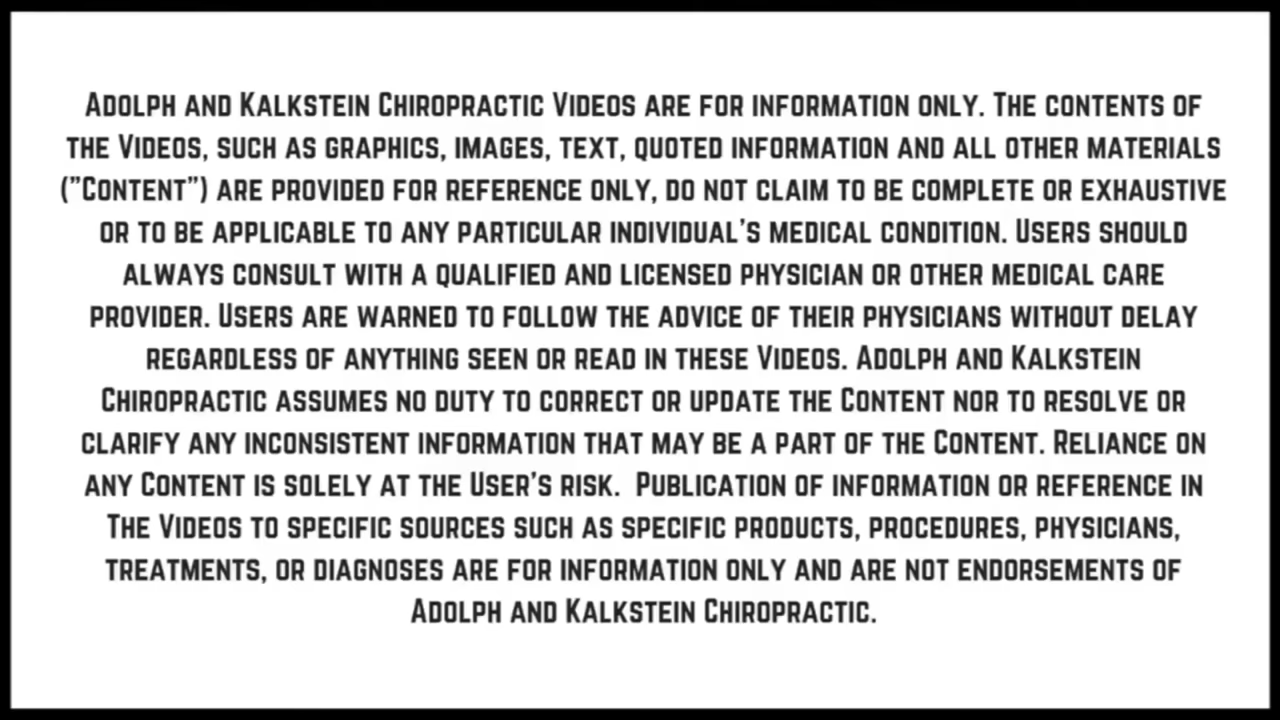 Adolph and Kalkstein Chiropractic Videos are for information only. The contents of
the Videos, such as graphics, images, text, quoted information and all other materials
("Content") are provided for reference only, do not claim to be complete or exhaustive
or to be applicable to any particular individual's medical condition. Users should
always consult with a qualified and licensed physician or other medical care
provider. Users are warned to follow the advice of their physicians without delay
regardless of anything seen or read in these Videos. Adolph and Kalkstein
Chiropractic assumes no duty to correct or update the Content nor to resolve or
clarify any inconsistent information that may be a part of the Content. Reliance on
any Content is solely at the User's risk.  Publication of information or reference in
The Videos to specific sources such as specific products, procedures, physicians,
treatments, or diagnoses are for information only and are not endorsements of
Adolph and Kalkstein Chiropractic.